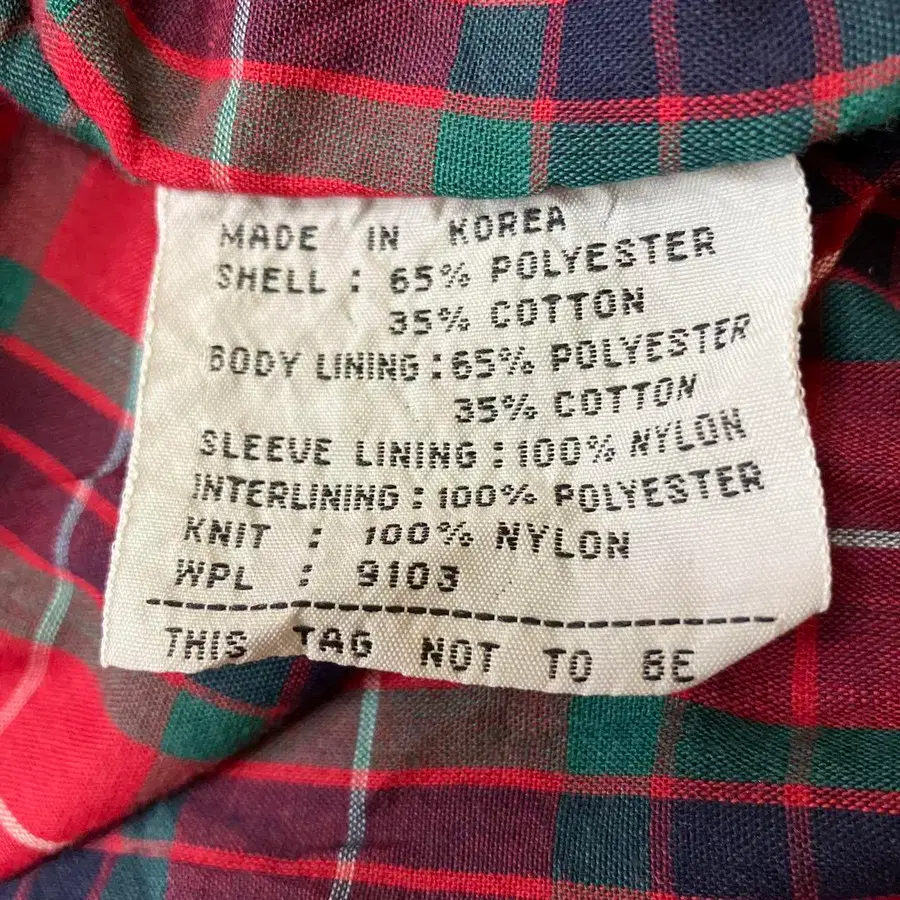 MADE IN KOREA
SHELL : 65% POLYESTER
35% COTTON
BODY LINING : 65% POLYESTER
35% COTTON
SLEEVE LINING : 100% NYLON
INTERLINING : 100% POLYESTER
KNIT : 100% NYLON
WPL : 9103
THIS TAG NOT TO BE